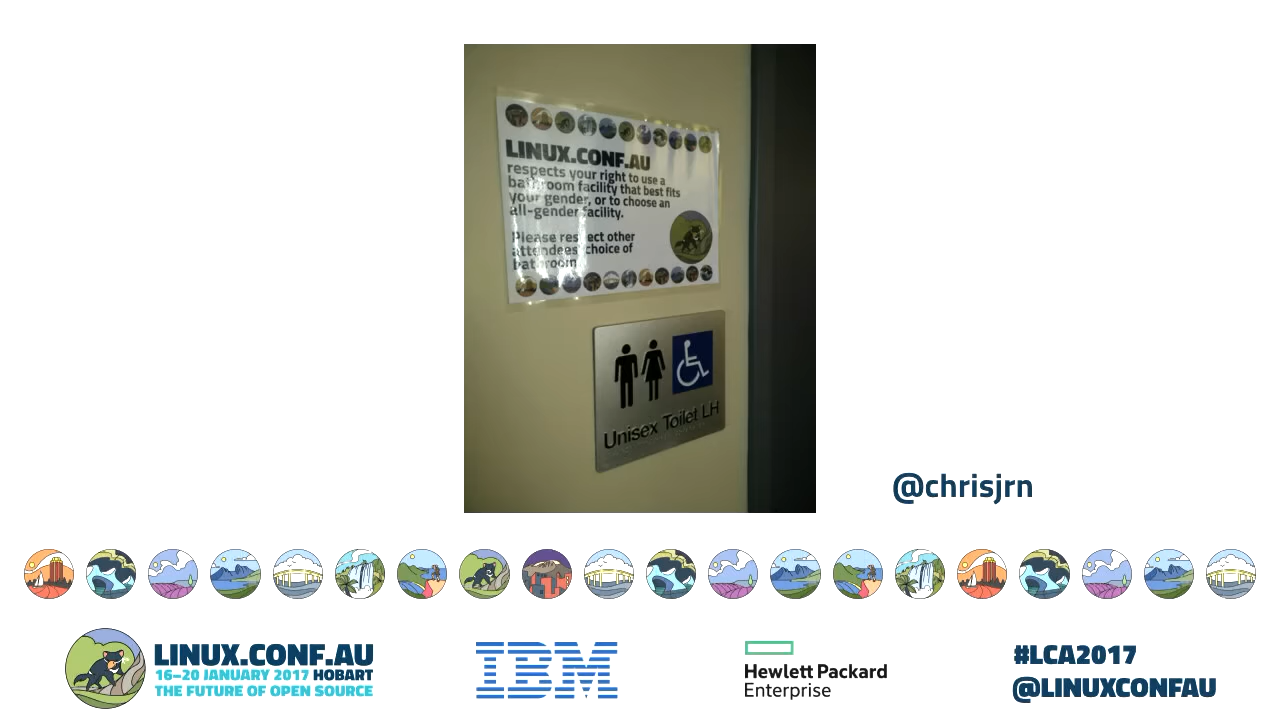 LINUX.CONF.AU
respects your right to use a
bathroom facility that best fits
your gender, or to choose an
all-gender facility.
Please respect other
attendees' choice of
bathroom.
Unisex Toilet LH
@chrisjrn
LINUX.CONF.AU
16–20 JANUARY 2017 HOBART
THE FUTURE OF OPEN SOURCE
IBM
Hewlett Packard
Enterprise
#LCA2017
@LINUXCONFAU